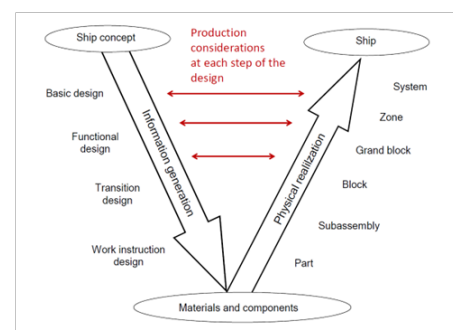 Ship concept
Production
considerations
at each step of the
design
Ship
Basic design
System
Functional
design
Zone
Grand block
Information generation
Physical realization
Transition
design
Block
Subassembly
Work instruction
design
Part
Materials and components